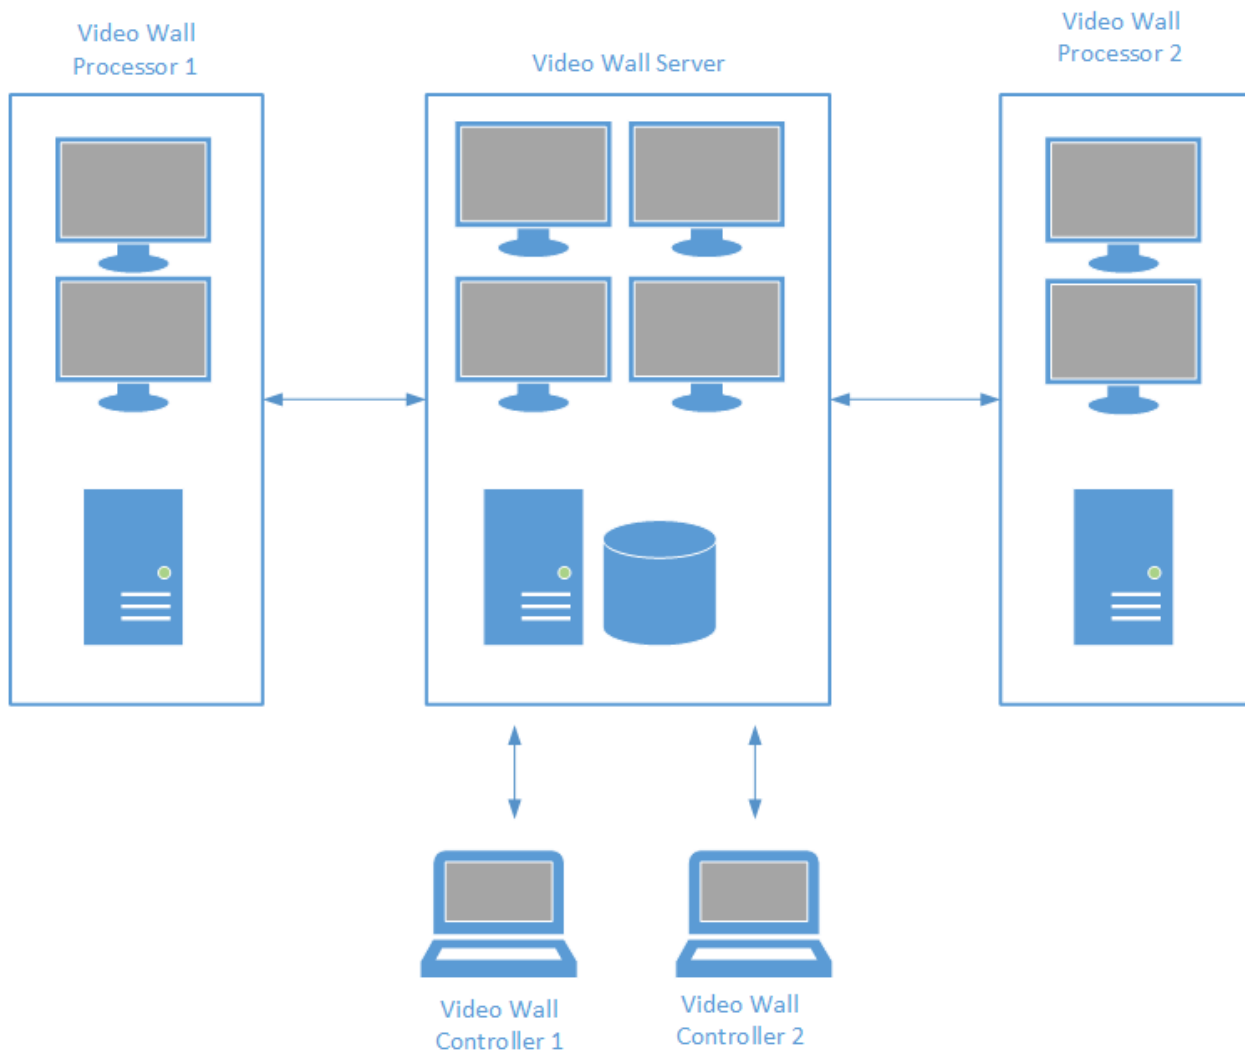 Video Wall
Processor 1
Video Wall Server
Video Wall
Processor 2
Video Wall
Controller 1
Video Wall
Controller 2